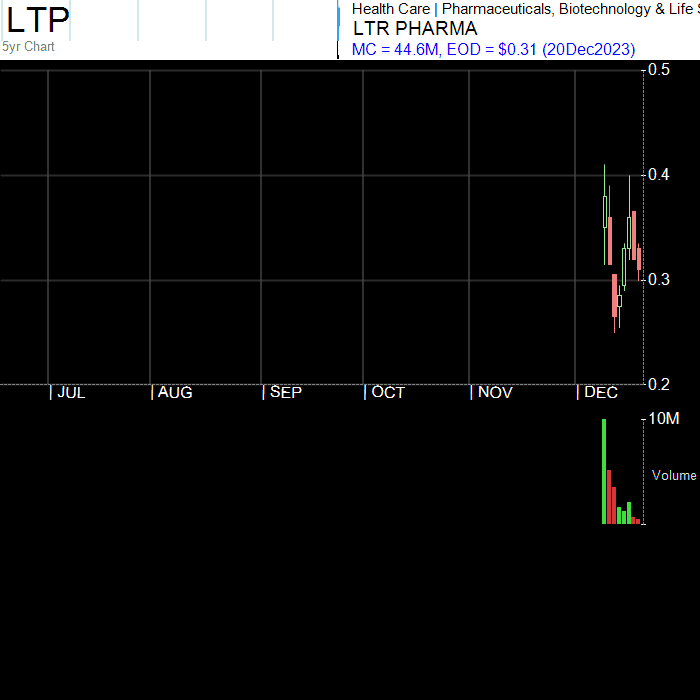 LTP
5yr Chart
Health Care | Pharmaceuticals, Biotechnology & Life
LTR PHARMA
MC = 44.6M, EOD = $0.31 (20Dec2023)
0.5
0.4
0.3
0.2
| JUL | AUG | SEP | OCT | NOV | DEC
10M
Volume